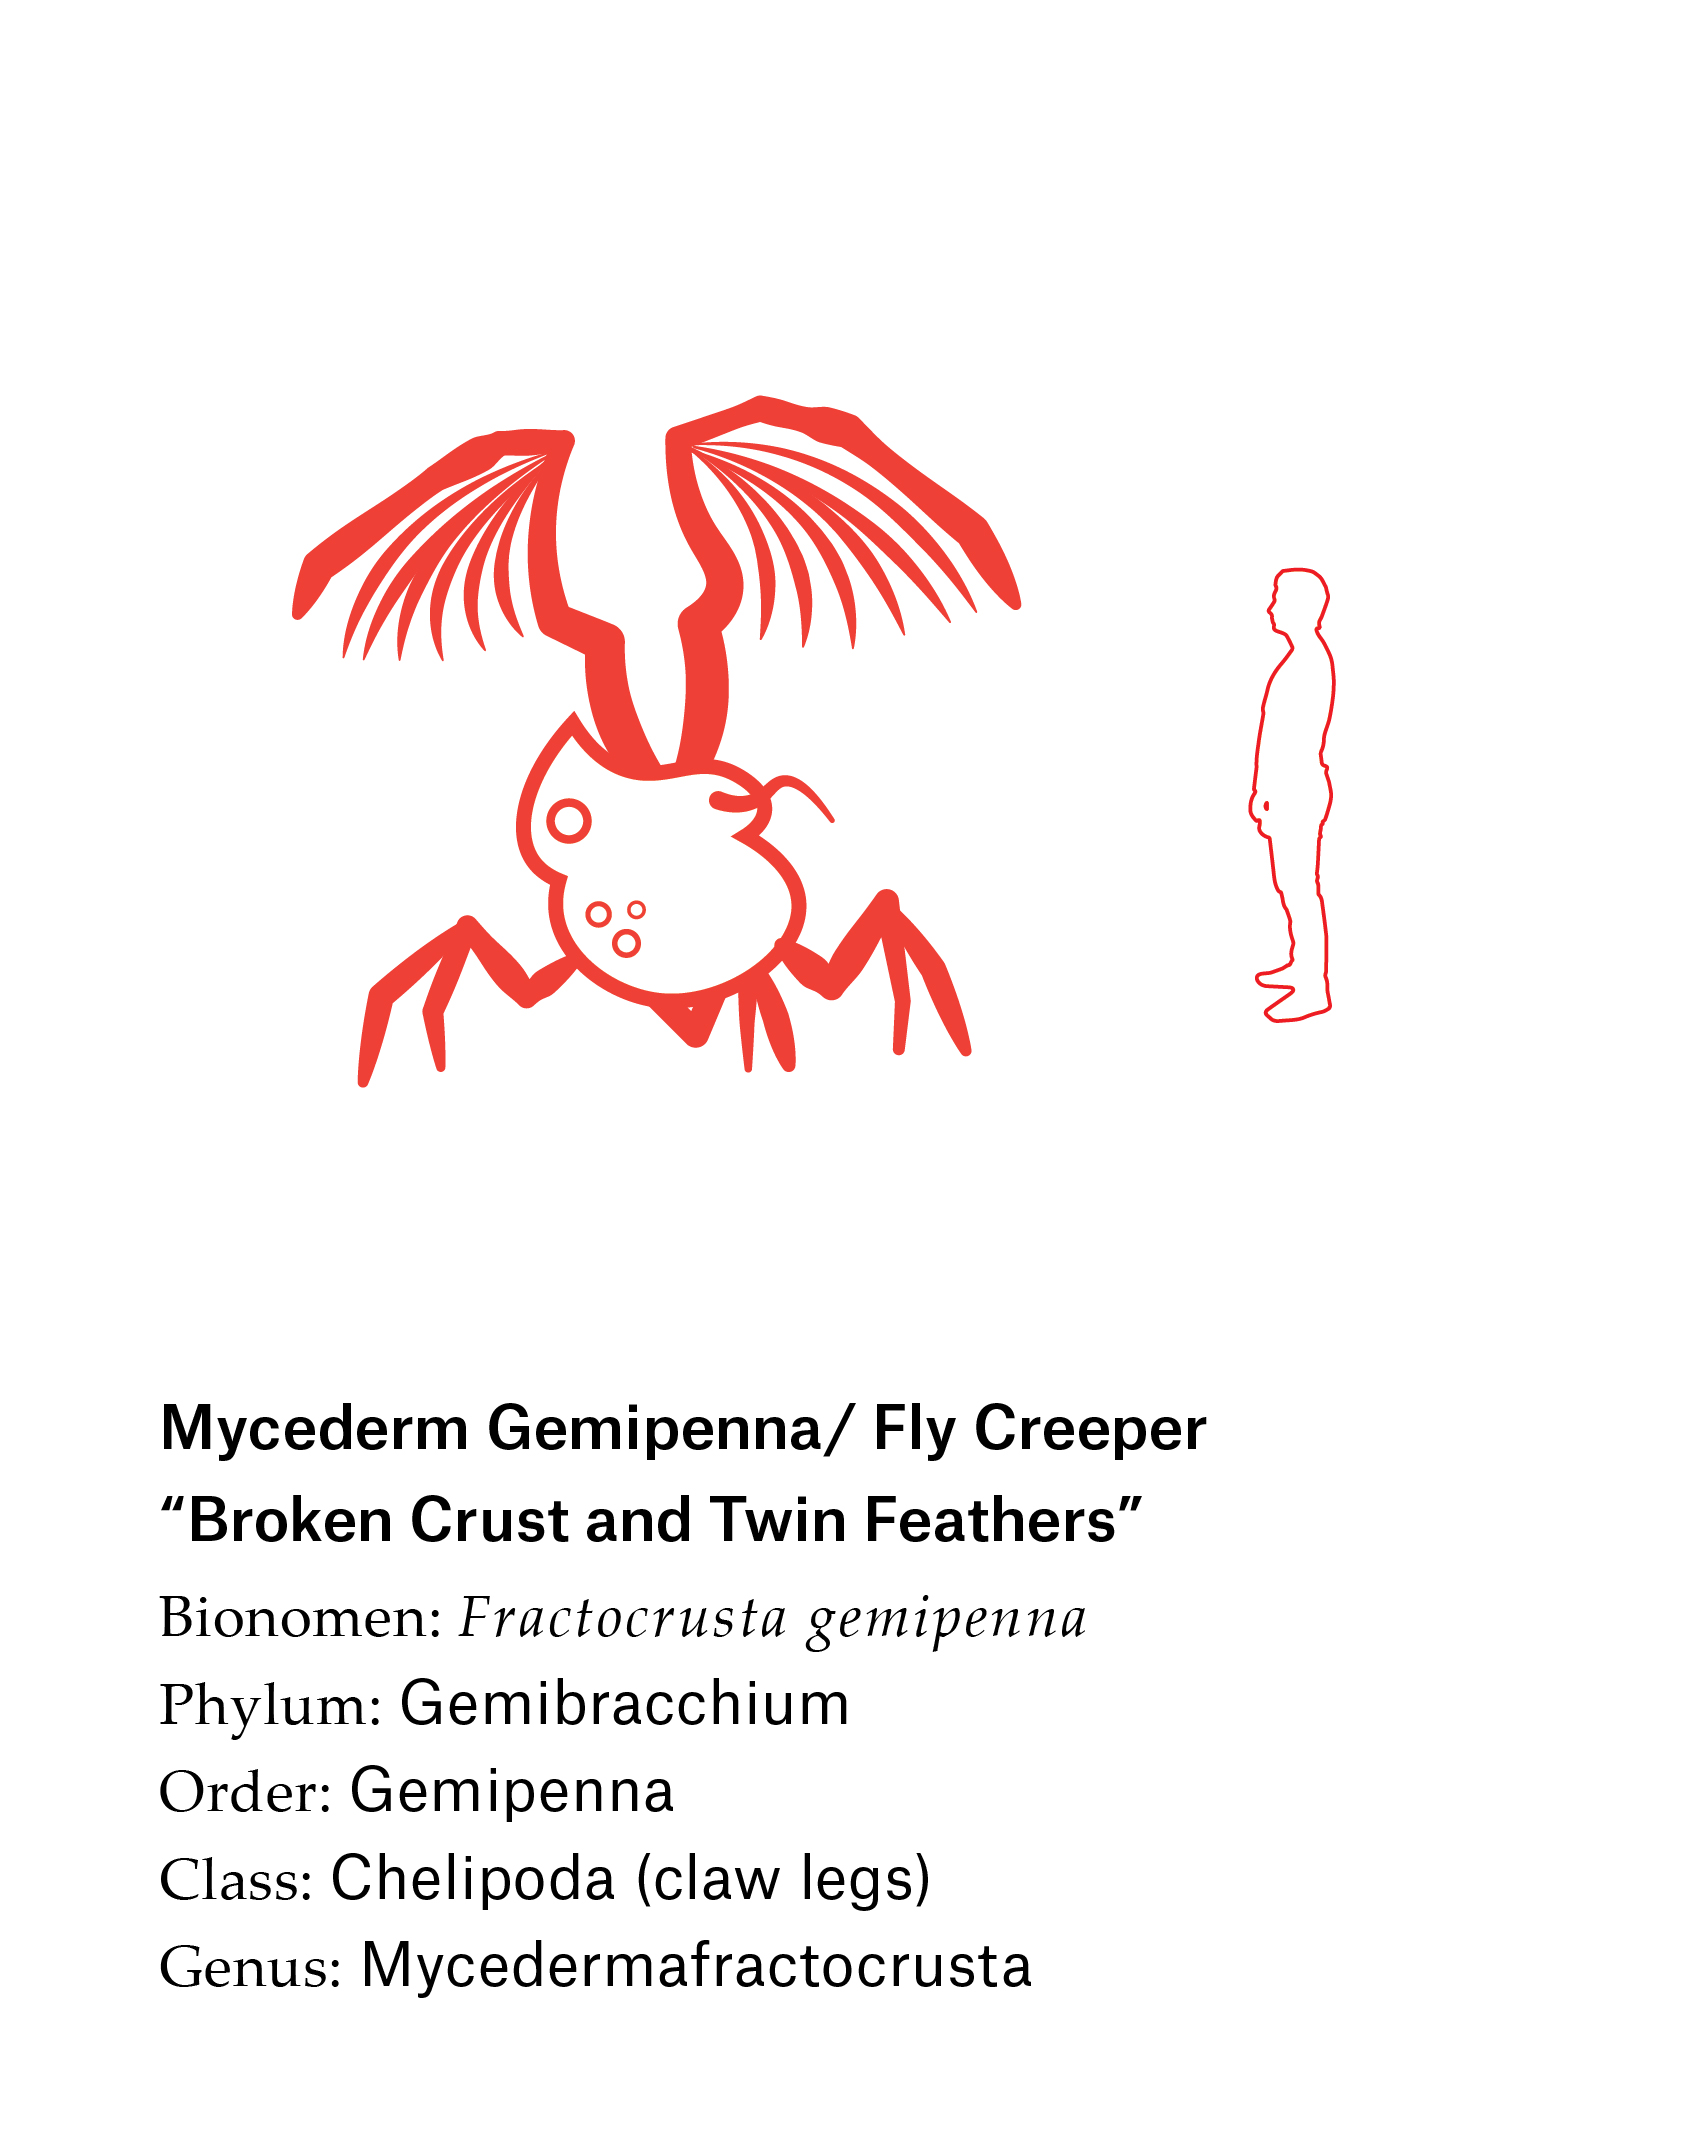 Mycederm Gemipenna/ Fly Creeper
“Broken Crust and Twin Feathers”
Bionomen: Fractocrusta gemipenna
Phylum: Gemibracchium
Order: Gemipenna
Class: Chelipoda (claw legs)
Genus: Mycedermafractocrusta